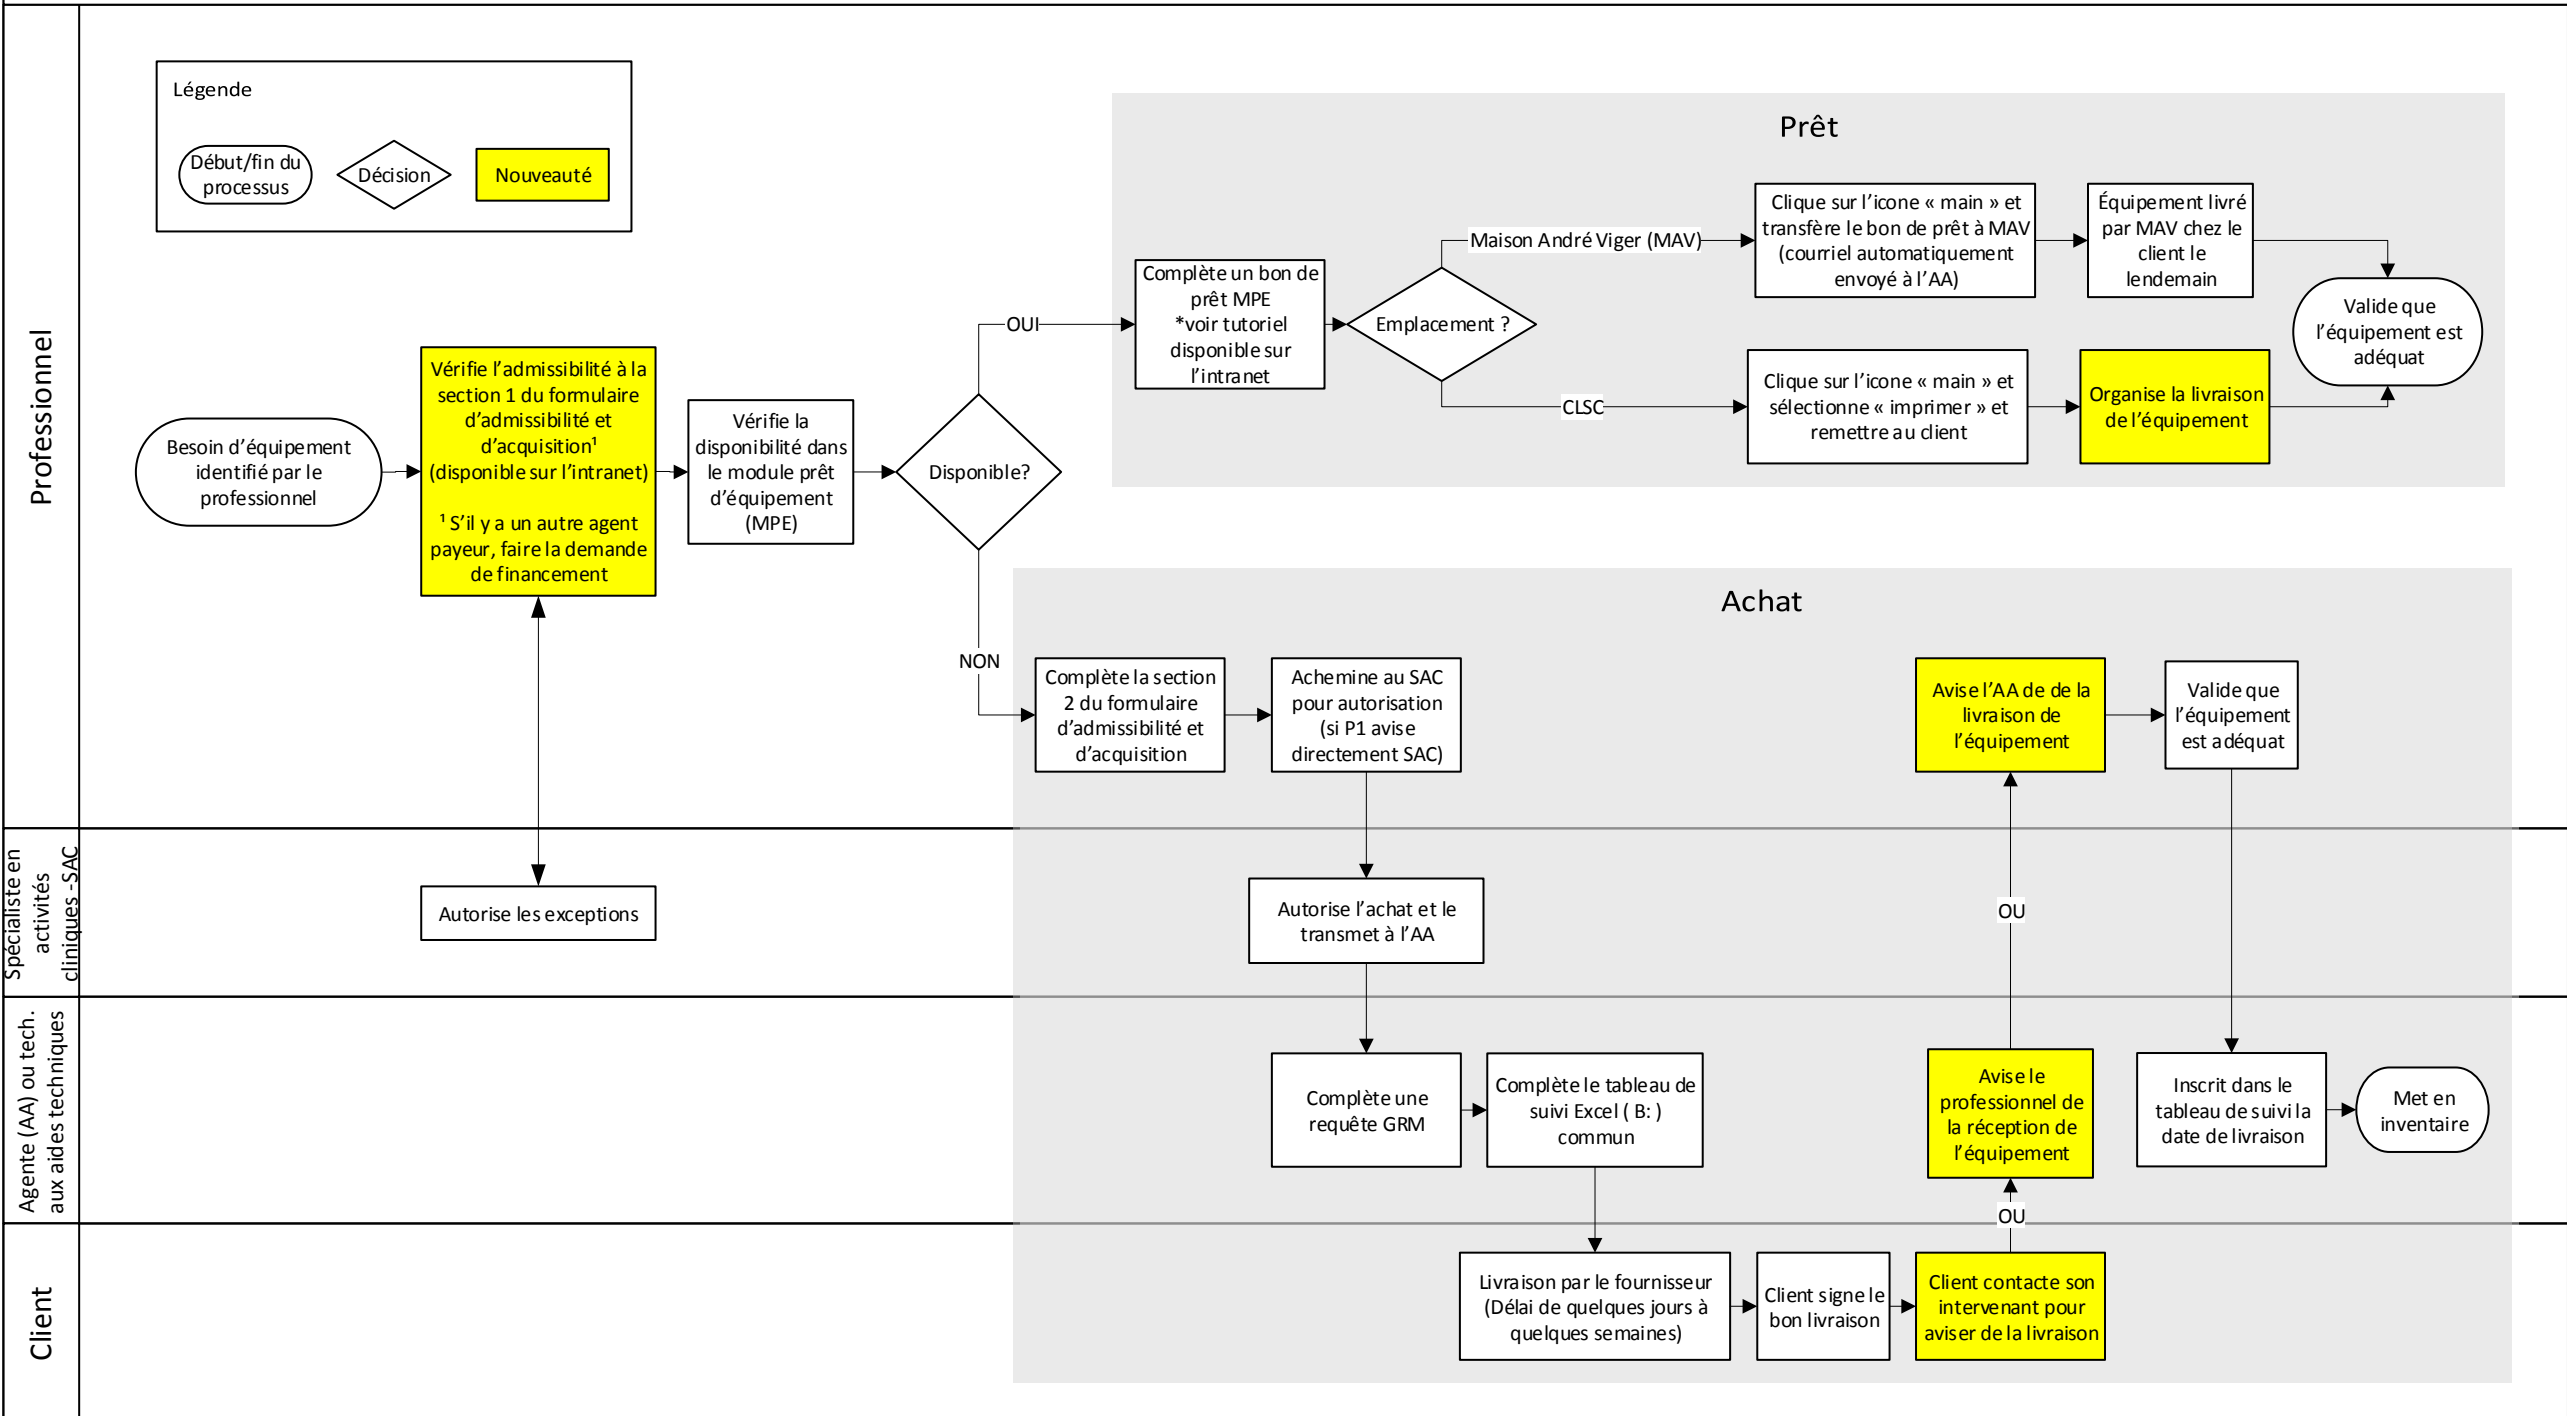 Légende
Début/fin du
processus
Décision
Nouveauté
Professionnel
Besoin d'équipement
identifié par le
professionnel
Vérifie l'admissibilité à la
section 1 du formulaire
d'admissibilité et
d'acquisition¹
(disponible sur l'intranet)
¹ S'il y a un autre agent
payeur, faire la demande
de financement
Vérifie la
disponibilité dans
le module prêt
d'équipement
(MPE)
Disponible?
OUI
NON
Prêt
Complète un bon de
prêt MPE
*voir tutoriel
disponible sur
l'intranet
Emplacement ?
Maison André Viger (MAV)
Clique sur l'icone « main » et
transfère le bon de prêt à MAV
(courriel automatiquement
envoyé à l'AA)
Équipement livré
par MAV chez le
client le
lendemain
CLSC
Clique sur l'icone « main » et
sélectionne « imprimer » et
remettre au client
Organise la livraison
de l'équipement
Valide que
l'équipement est
adéquat
Achat
Complète la section
2 du formulaire
d'admissibilité et
d'acquisition
Achemine au SAC
pour autorisation
(si P1 avise
directement SAC)
Avise l'AA de de la
livraison de
l'équipement
Valide que
l'équipement
est adéquat
Spécialiste en
activités
cliniques -SAC
Autorise les exceptions
Autorise l'achat et le
transmet à l'AA
OU
Agente (AA) ou tech.
aux aides techniques
Complète une
requête GRM
Complète le tableau de
suivi Excel ( B: )
commun
Avise le
professionnel de
la réception de
l'équipement
Inscrit dans le
tableau de suivi la
date de livraison
Met en
inventaire
OU
Client
Livraison par le fournisseur
(Délai de quelques jours à
quelques semaines)
Client signe le
bon livraison
Client contacte son
intervenant pour
aviser de la livraison